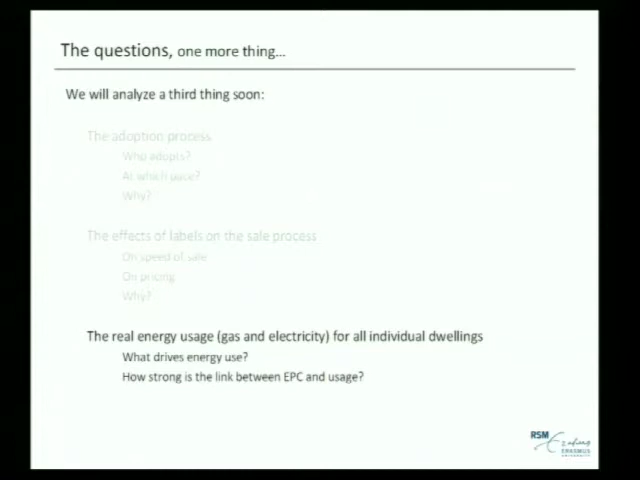 The questions, one more thing...
We will analyze a third thing soon:
The adoption process
Who adopts?
At which pace?
Why?
The effects of labels on the sale process
On speed of sale
On pricing
Why?
The real energy usage (gas and electricity) for all individual dwellings
What drives energy use?
How strong is the link between EPC and usage?
RSM
Erasmus
ERASMUS
UNIVERSITY